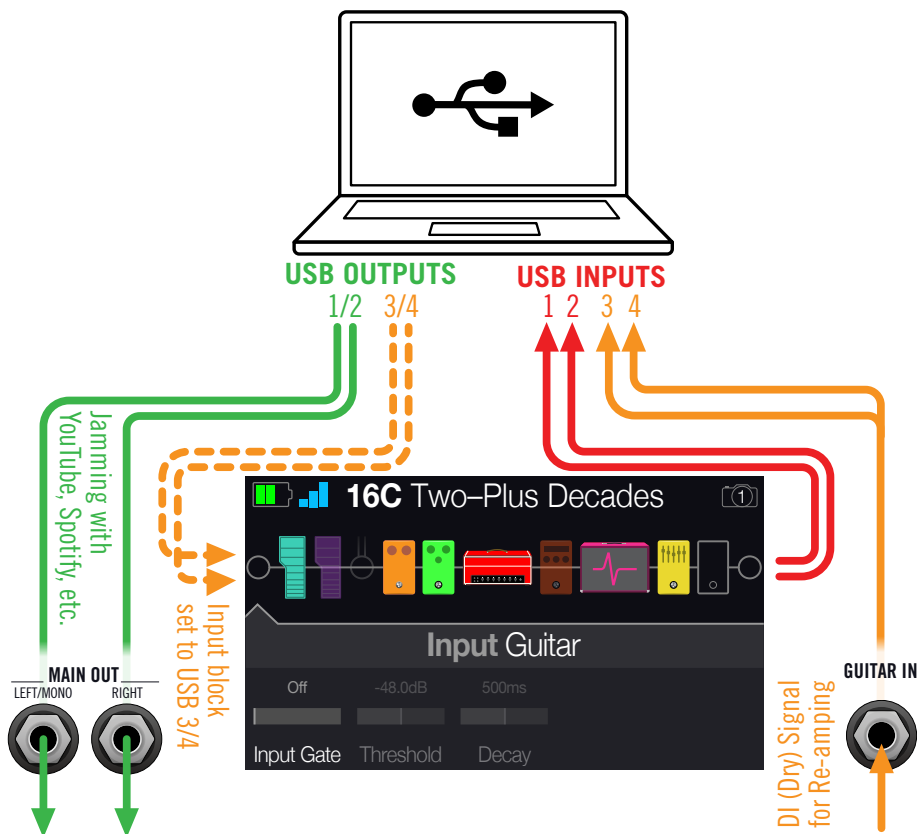 USB OUTPUTS
1/2 3/4
USB INPUTS
1 2 3 4
Jamming with
YouTube, Spotify, etc.
16C Two–Plus Decades
1
Input block
set to USB 3/4
Input Guitar
Off -48.0dB 500ms
Input Gate Threshold Decay
MAIN OUT
LEFT/MONO RIGHT
GUITAR IN
DI (Dry) Signal
for Re-amping